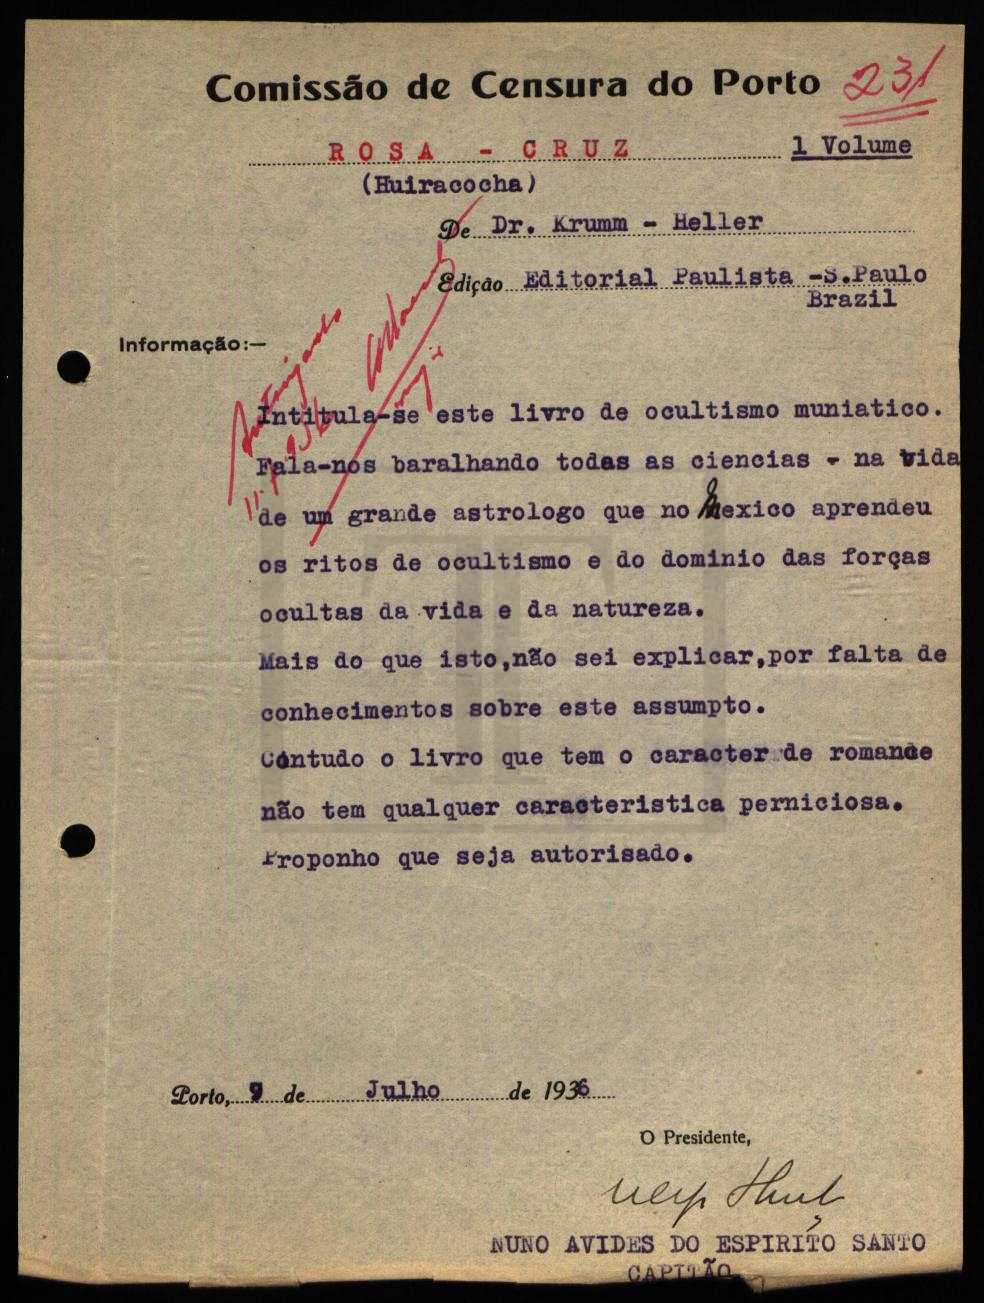 Comissão de Censura do Porto
231
ROSA - CRUZ 1 Volume
(Huiracocha)
De Dr. Krumm - Heller
Edição Editorial Paulista -S.Paulo
Brazil
Informação:—
Autorizado
Intitula-se este livro de ocultismo muniatico.
Fala-nos baralhando todas as ciencias - na vida
de um grande astrologo que no Mexico aprendeu
os ritos de ocultismo e do dominio das forças
ocultas da vida e da natureza.
Mais do que isto,não sei explicar,por falta de
conhecimentos sobre este assumpto.
Contudo o livro que tem o caracter de romance
não tem qualquer caracteristica perniciosa.
Proponho que seja autorisado.
Porto, 9 de Julho de 1936
O Presidente,
NUNO AVIDES DO ESPIRITO SANTO
CAPITÃO